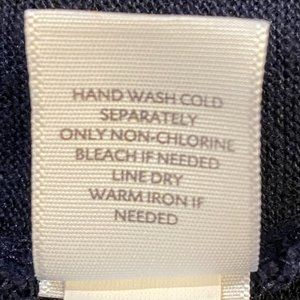 HAND WASH COLD
SEPARATELY
ONLY NON-CHLORINE
BLEACH IF NEEDED
LINE DRY
WARM IRON IF
NEEDED